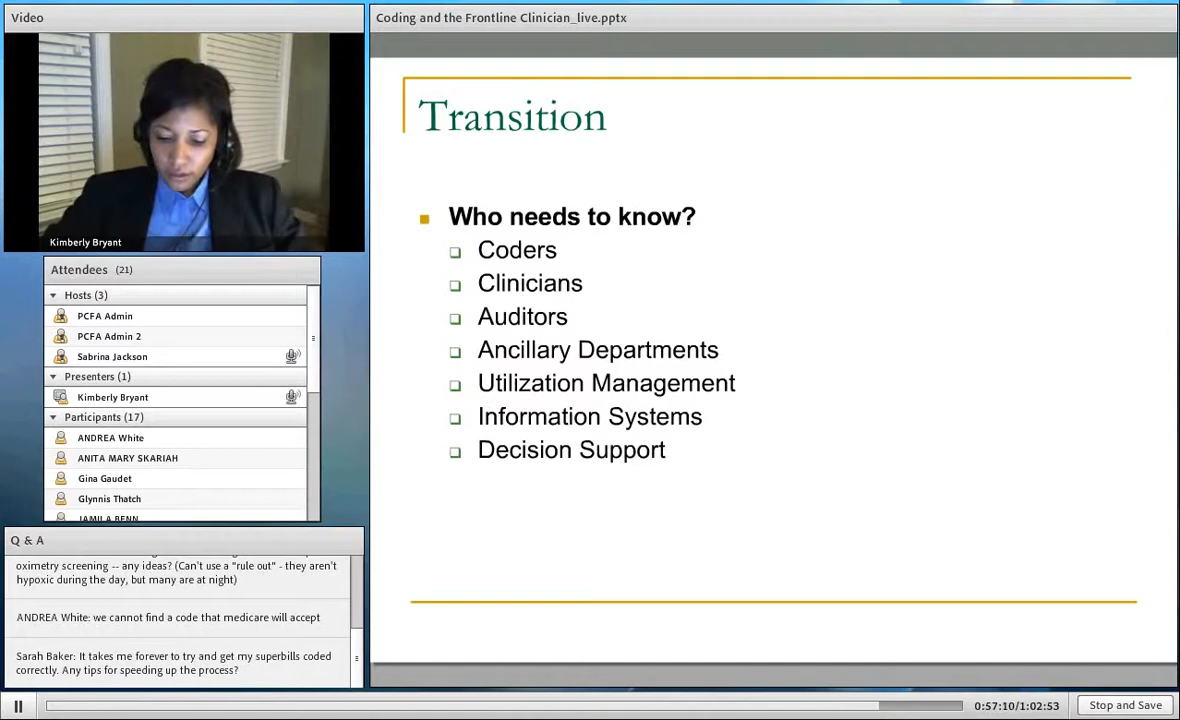 Video
Kimberly Bryant
Attendees (21)
Hosts (3)
PCFA Admin
PCFA Admin 2
Sabrina Jackson
Presenters (1)
Kimberly Bryant
Participants (17)
ANDREA White
ANITA MARY SKARIAH
Gina Gaudet
Glynnis Thatch
JAMILA BENN
Q & A
oximetry screening -- any ideas? (Can't use a "rule out" - they aren't
hypoxic during the day, but many are at night)
ANDREA White: we cannot find a code that medicare will accept
Sarah Baker: It takes me forever to try and get my superbills coded
correctly. Any tips for speeding up the process?
Coding and the Frontline Clinician_live.pptx
Transition
Who needs to know?
Coders
Clinicians
Auditors
Ancillary Departments
Utilization Management
Information Systems
Decision Support
0:57:10/1:02:53
Stop and Save